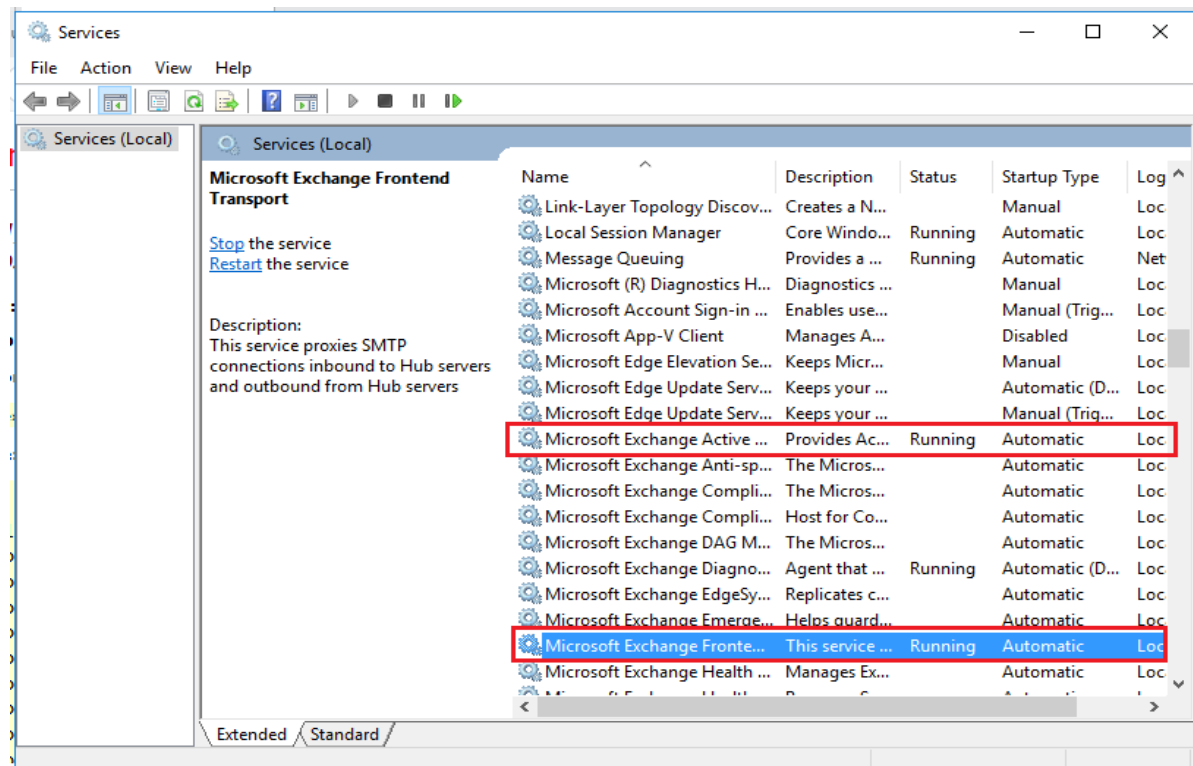 Services
File Action View Help
Services (Local)
Services (Local)
Microsoft Exchange Frontend
Transport
Stop the service
Restart the service
Description:
This service proxies SMTP
connections inbound to Hub servers
and outbound from Hub servers
Name Description Status Startup Type Log
Link-Layer Topology Discov... Creates a N... Manual Loc
Local Session Manager Core Windo... Running Automatic Loc
Message Queuing Provides a ... Running Automatic Net
Microsoft (R) Diagnostics H... Diagnostics ... Manual Loc
Microsoft Account Sign-in ... Enables use... Manual (Trig... Loc
Microsoft App-V Client Manages A... Disabled Loc
Microsoft Edge Elevation Se... Keeps Micr... Manual Loc
Microsoft Edge Update Serv... Keeps your ... Automatic (D... Loc
Microsoft Edge Update Serv... Keeps your ... Manual (Trig... Loc
Microsoft Exchange Active ... Provides Ac... Running Automatic Loc
Microsoft Exchange Anti-sp... The Micros... Automatic Loc
Microsoft Exchange Compli... The Micros... Automatic Loc
Microsoft Exchange Compli... Host for Co... Automatic Loc
Microsoft Exchange DAG M... The Micros... Automatic Loc
Microsoft Exchange Diagno... Agent that ... Running Automatic (D... Loc
Microsoft Exchange EdgeSy... Replicates c... Automatic Loc
Microsoft Exchange Emerge... Helps guard... Automatic Loc
Microsoft Exchange Fronte... This service ... Running Automatic Loc
Microsoft Exchange Health ... Manages Ex... Automatic Loc
Extended Standard